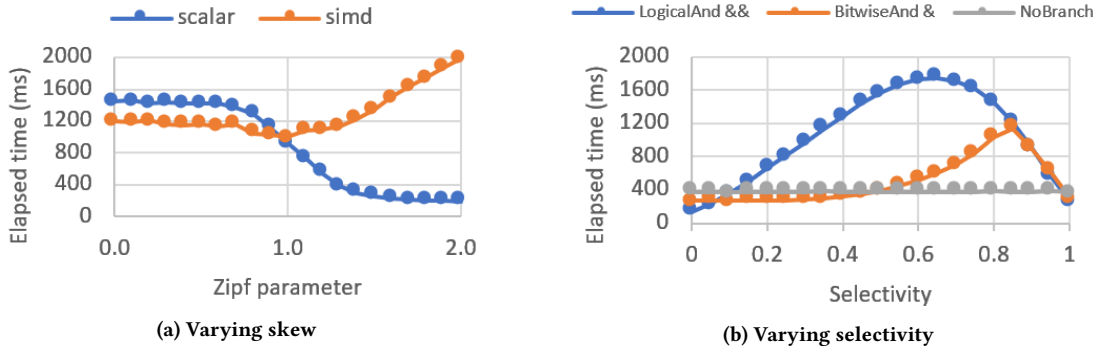 scalar simd
Elapsed time (ms)
2000
1600
1200
800
400
0
0.0 1.0 2.0
Zipf parameter
(a) Varying skew
LogicalAnd && BitwiseAnd & NoBranch
Elapsed time (ms)
2000
1600
1200
800
400
0
0 0.2 0.4 0.6 0.8 1
Selectivity
(b) Varying selectivity